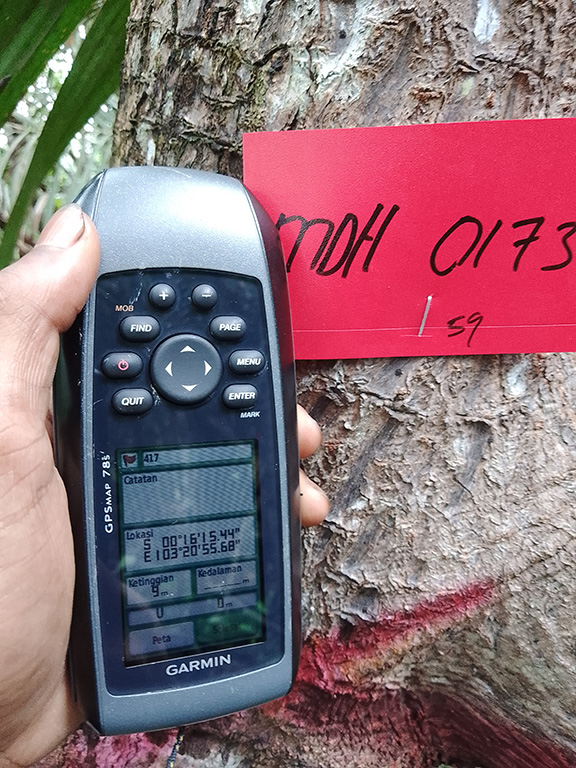 MDH 0173
59
MOB
FIND
PAGE
MENU
QUIT
ENTER
MARK
GPSMAP 78s
417
Catatan
Lokasi
S 00°16'15.44"
E103°20'55.68"
Ketinggian
Kedalaman
9 m
0 m
Peta
GARMIN